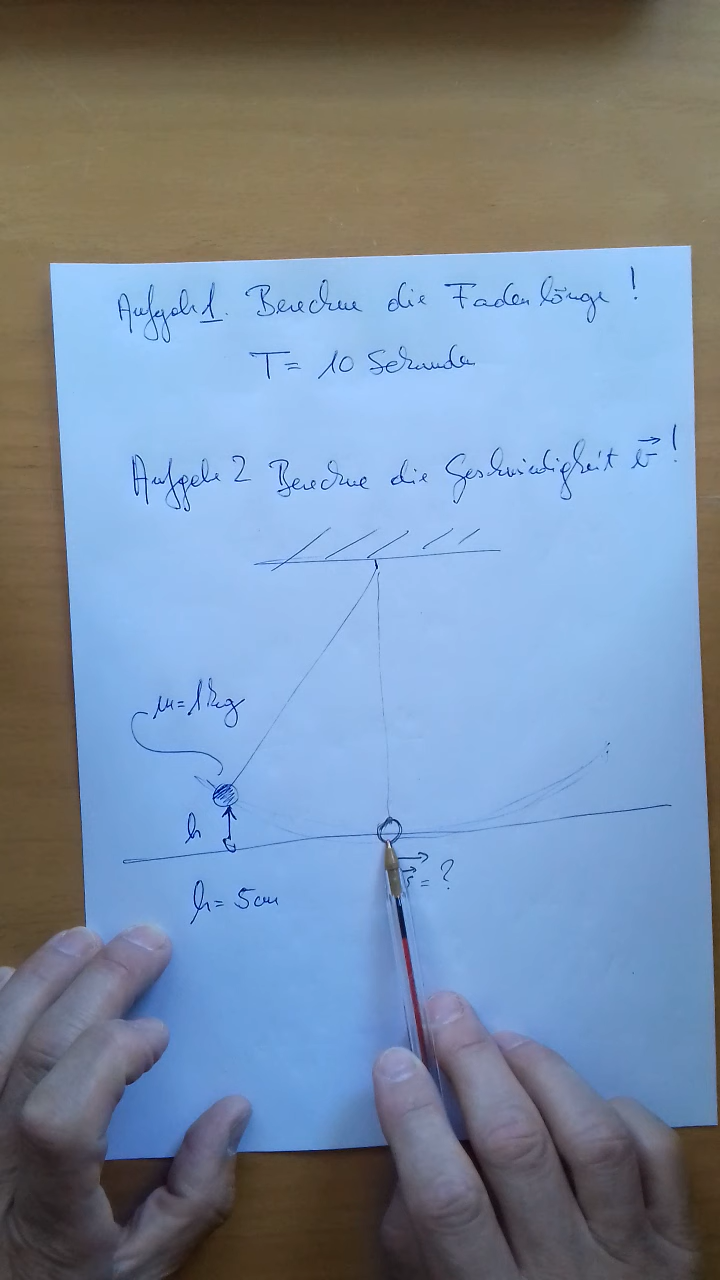 Aufgabe 1. Berechne die Fadenlänge!
T = 10 Sekunden
Aufgabe 2 Berechne die Geschwindigkeit v⃗!
m = 1kg
h
v⃗ = ?
h = 5cm